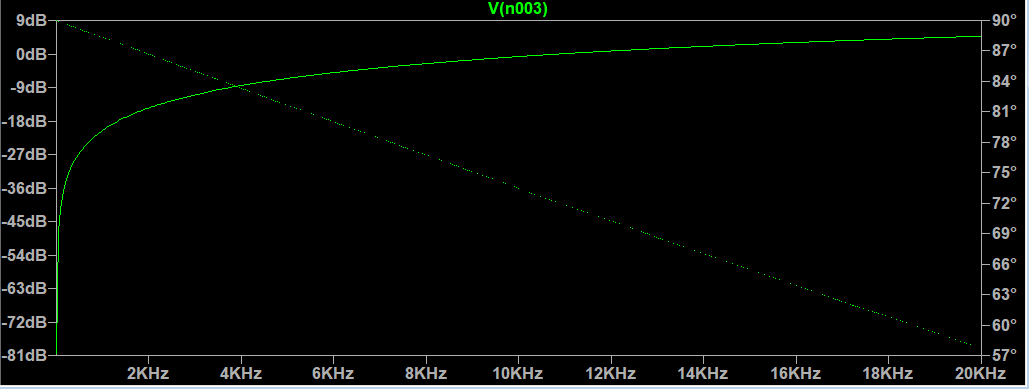 V(n003)
9dB 90°
0dB 87°
-9dB 84°
-18dB 81°
-27dB 78°
-36dB 75°
-45dB 72°
-54dB 69°
-63dB 66°
-72dB 63°
-81dB 60°
57°
2KHz 4KHz 6KHz 8KHz 10KHz 12KHz 14KHz 16KHz 18KHz 20KHz